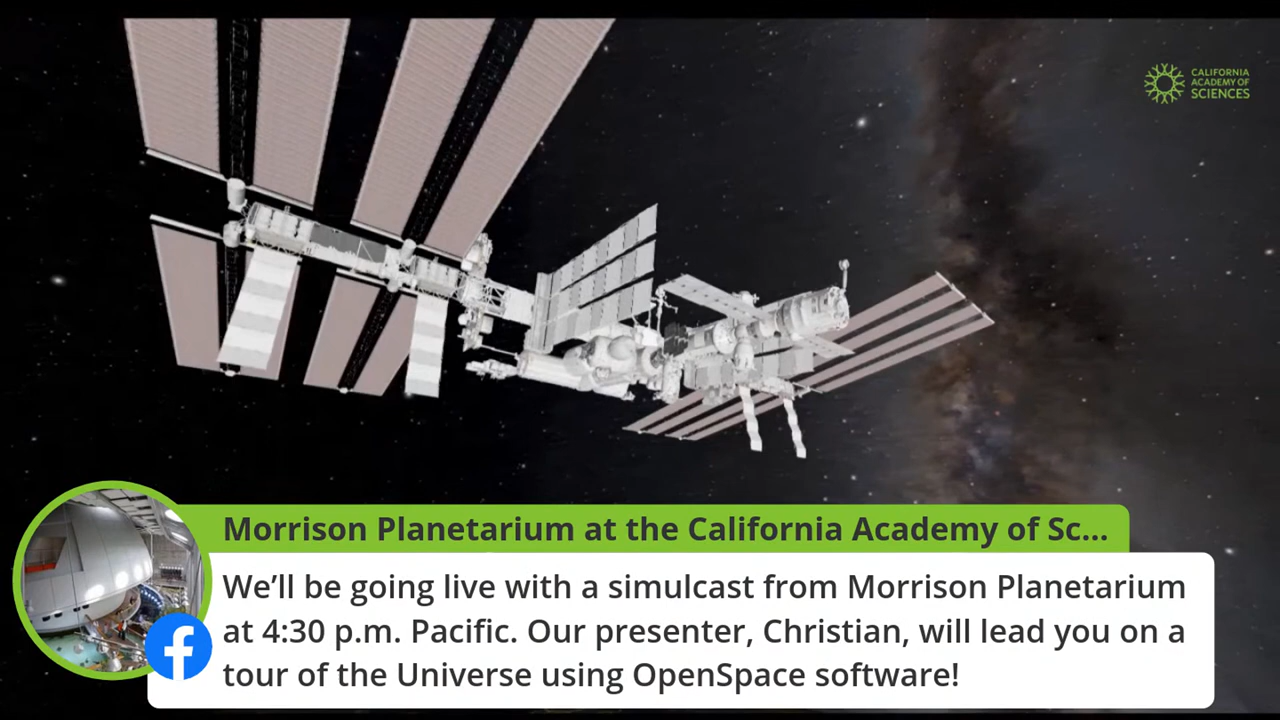 CALIFORNIA
ACADEMY OF
SCIENCES
Morrison Planetarium at the California Academy of Sc...
We’ll be going live with a simulcast from Morrison Planetarium
at 4:30 p.m. Pacific. Our presenter, Christian, will lead you on a
tour of the Universe using OpenSpace software!